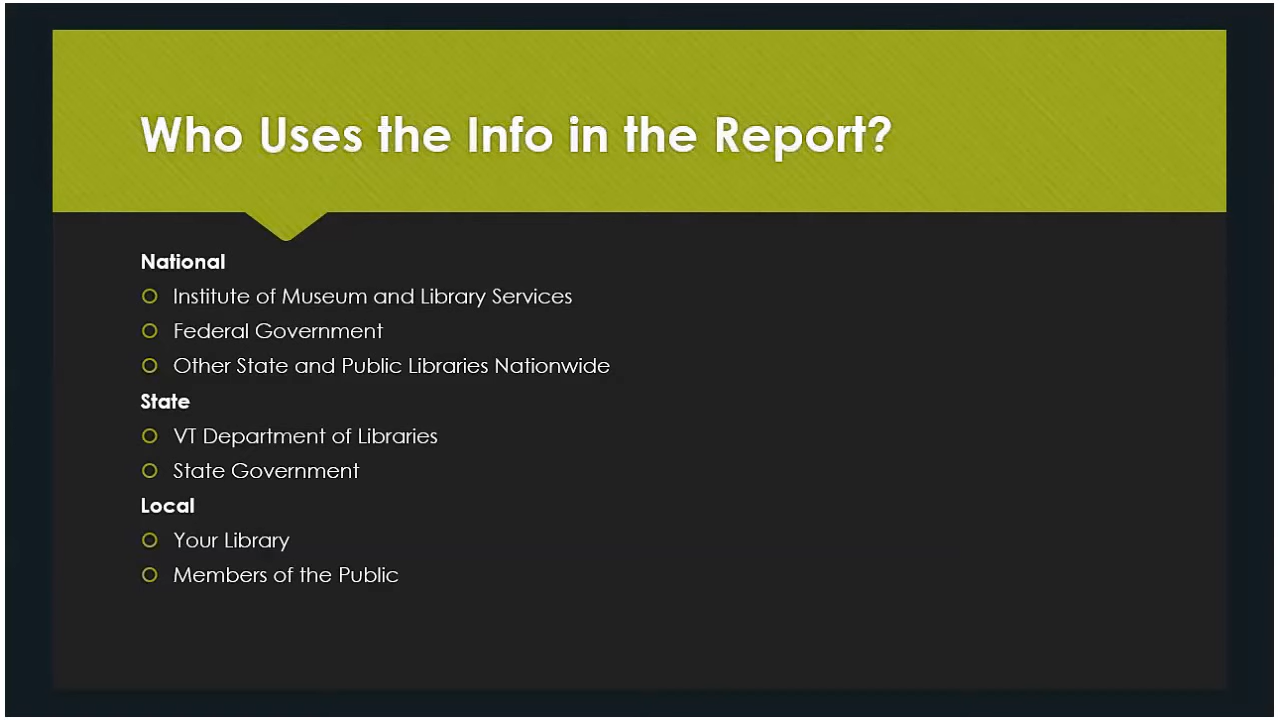 Who Uses the Info in the Report?
National
Institute of Museum and Library Services
Federal Government
Other State and Public Libraries Nationwide
State
VT Department of Libraries
State Government
Local
Your Library
Members of the Public